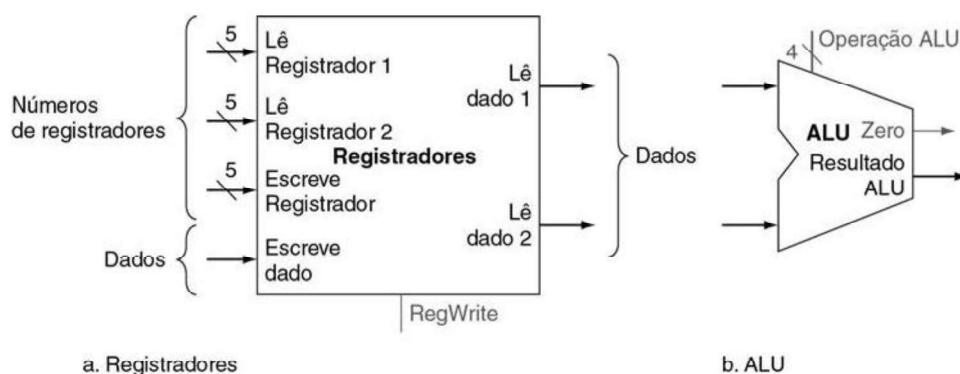 Números
de registradores
Dados
5
Lê
Registrador 1
5
Lê
Registrador 2
5
Escreve
Registrador
Escreve
dado
Registradores
Lê
dado 1
Lê
dado 2
RegWrite
Dados
4
Operação ALU
ALU
Zero
Resultado
ALU
a. Registradores
b. ALU